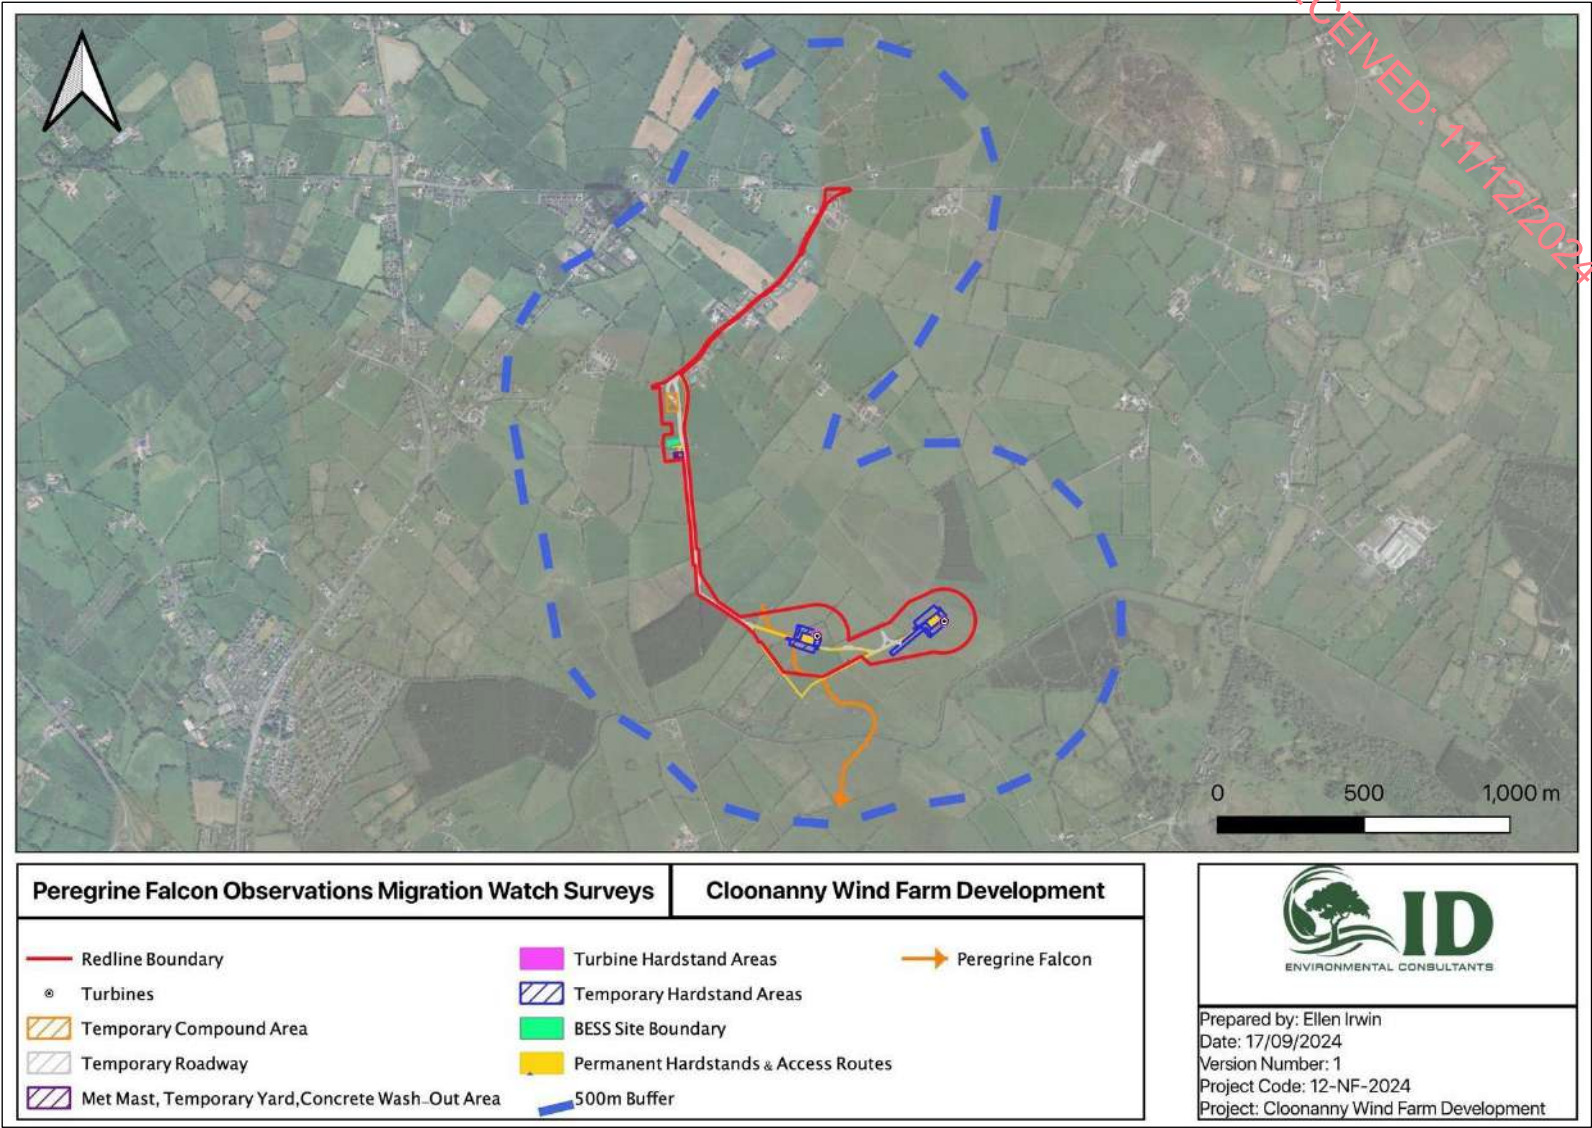 CEIVED: 11/12/2024
0 500 1,000 m
Peregrine Falcon Observations Migration Watch Surveys
Cloonanny Wind Farm Development
Redline Boundary
Turbines
Temporary Compound Area
Temporary Roadway
Met Mast, Temporary Yard,Concrete Wash-Out Area
Turbine Hardstand Areas
Temporary Hardstand Areas
BESS Site Boundary
Permanent Hardstands & Access Routes
500m Buffer
Peregrine Falcon
ID
ENVIRONMENTAL CONSULTANTS
Prepared by: Ellen Irwin
Date: 17/09/2024
Version Number: 1
Project Code: 12-NF-2024
Project: Cloonanny Wind Farm Development